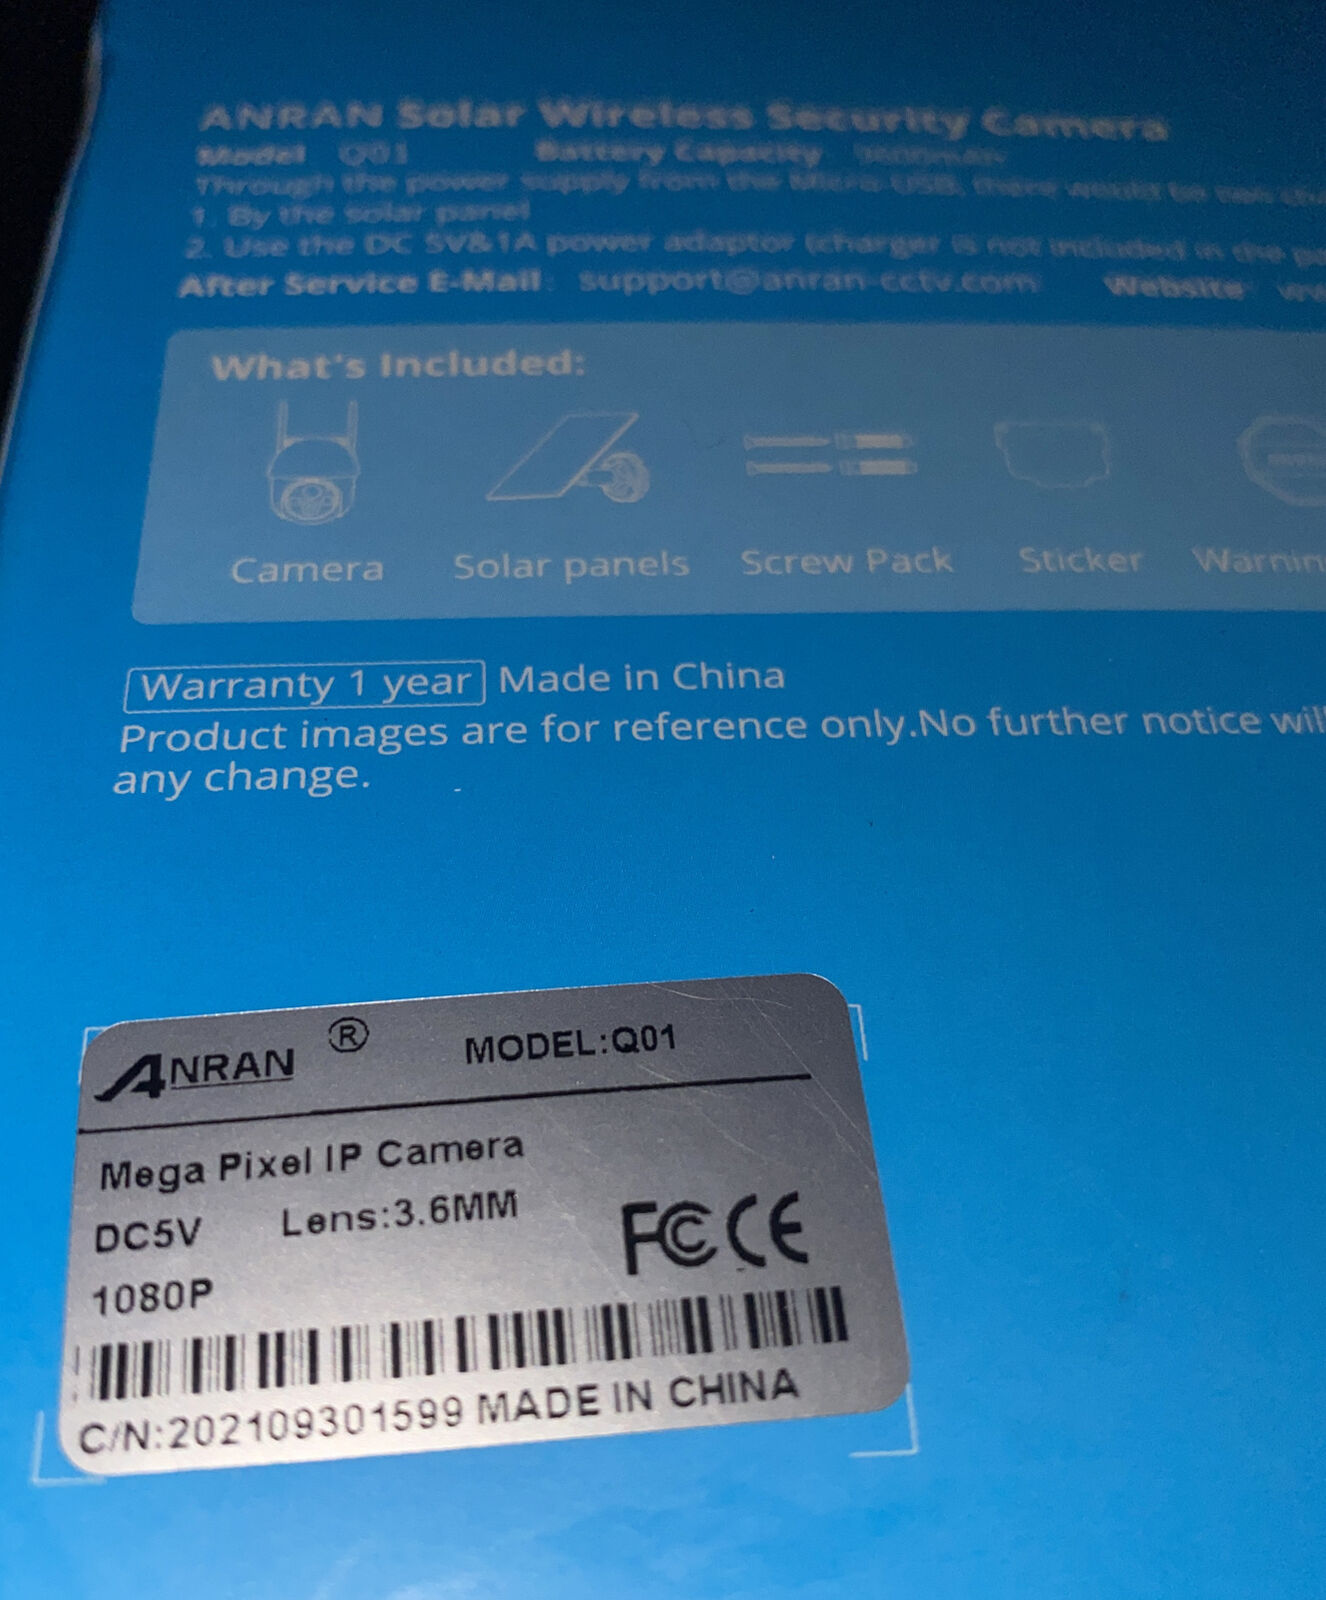 ANRAN Solar Wireless Security Camera
Model Q01 Battery Capacity
Through the power supply from the Micro USB, there would be two
1. By the solar panel
2. Use the DC 5V&1A power adaptor (charger is not included in the
After Service E-Mail: support@anran-cctv.com Website:
What's Included:
Camera Solar panels Screw Pack Sticker Warnin
Warranty 1 year Made in China
Product images are for reference only.No further notice will
any change.
ANRAN ® MODEL:Q01
Mega Pixel IP Camera
DC5V Lens:3.6MM
FC CE
1080P
C/N:202109301599 MADE IN CHINA